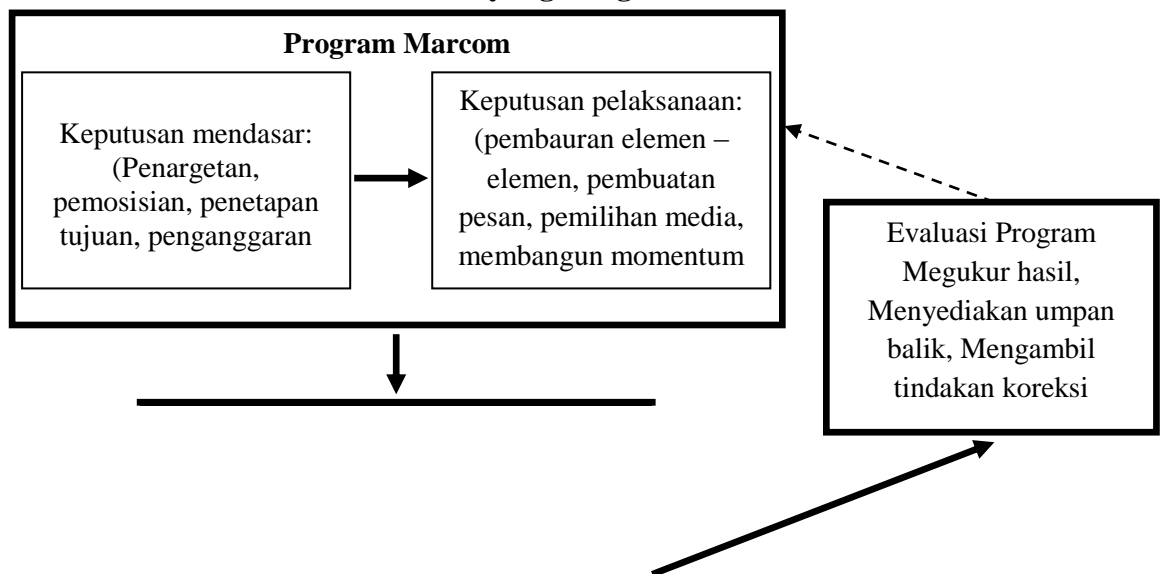 Program Marcom
Keputusan mendasar:
(Penargetan,
pemosisian, penetapan
tujuan, penganggaran
Keputusan pelaksanaan:
(pembauran elemen –
elemen, pembuatan
pesan, pemilihan media,
membangun momentum
Evaluasi Program
Megukur hasil,
Menyediakan umpan
balik, Mengambil
tindakan koreksi